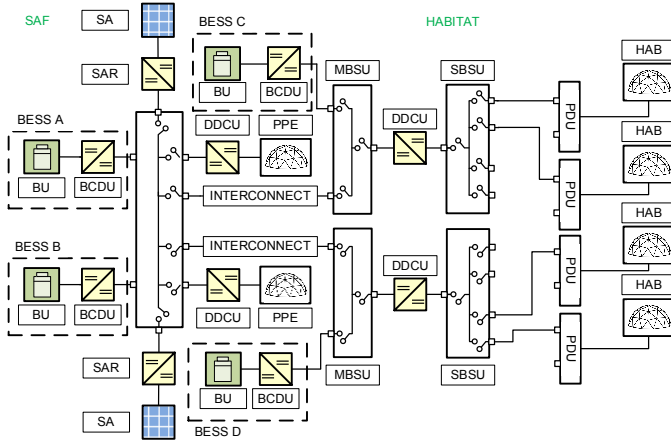 SAF
SA
BESS C
HABITAT
SAR
BU
BCDU
MBSU
SBSU
HAB
BESS A
DDCU
PPE
DDCU
PDU
HAB
BU
BCDU
INTERCONNECT
PDU
HAB
BESS B
INTERCONNECT
DDCU
PDU
HAB
BU
BCDU
DDCU
PPE
SAR
MBSU
SBSU
PDU
BU
BCDU
SA
BESS D